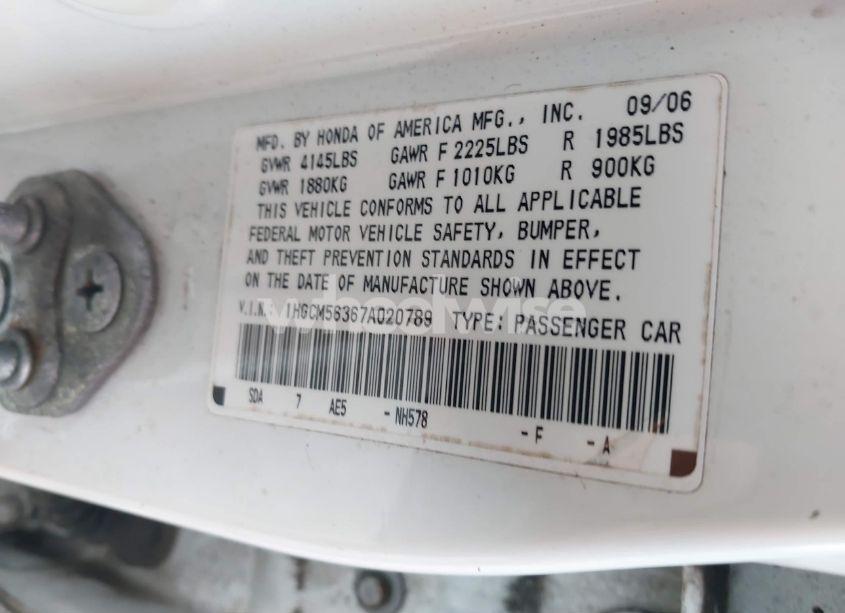 09/06
MFD. BY HONDA OF AMERICA MFG., INC.
GVWR 4145LBS GAWR F 2225LBS R 1985LBS
GVWR 1880KG GAWR F 1010KG R 900KG
THIS VEHICLE CONFORMS TO ALL APPLICABLE
FEDERAL MOTOR VEHICLE SAFETY, BUMPER,
AND THEFT PREVENTION STANDARDS IN EFFECT
ON THE DATE OF MANUFACTURE SHOWN ABOVE.
V.I.N.: 1HGCM56367A020789 TYPE: PASSENGER CAR
wheelwise
SDA 7 AE5 -NH578 -F -A